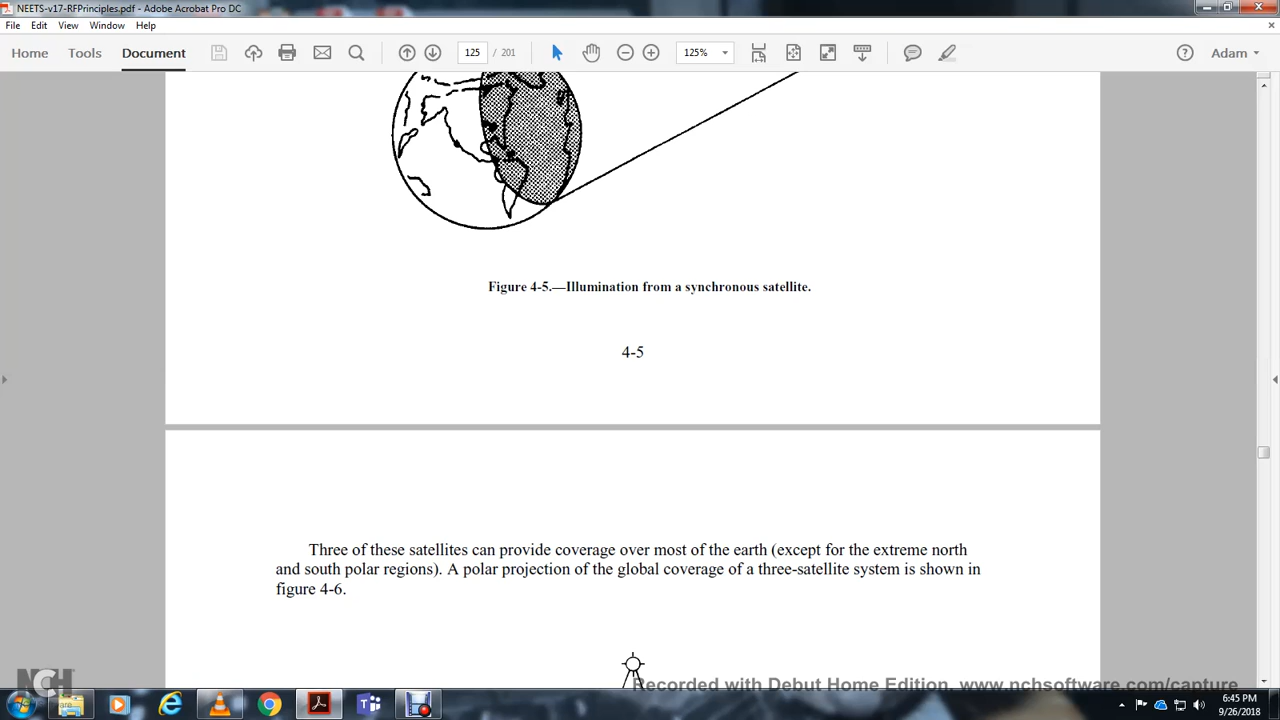 NEETS-v17-RFPrinciples.pdf - Adobe Acrobat Pro DC
File Edit View Window Help
Home Tools Document 125 / 201 125% Adam
Figure 4-5.—Illumination from a synchronous satellite.
4-5
Three of these satellites can provide coverage over most of the earth (except for the extreme north
and south polar regions). A polar projection of the global coverage of a three-satellite system is shown in
figure 4-6.
NCH
Recorded with Debut Home Edition. www.nchsoftware.com/capture
6:45 PM
9/26/2018